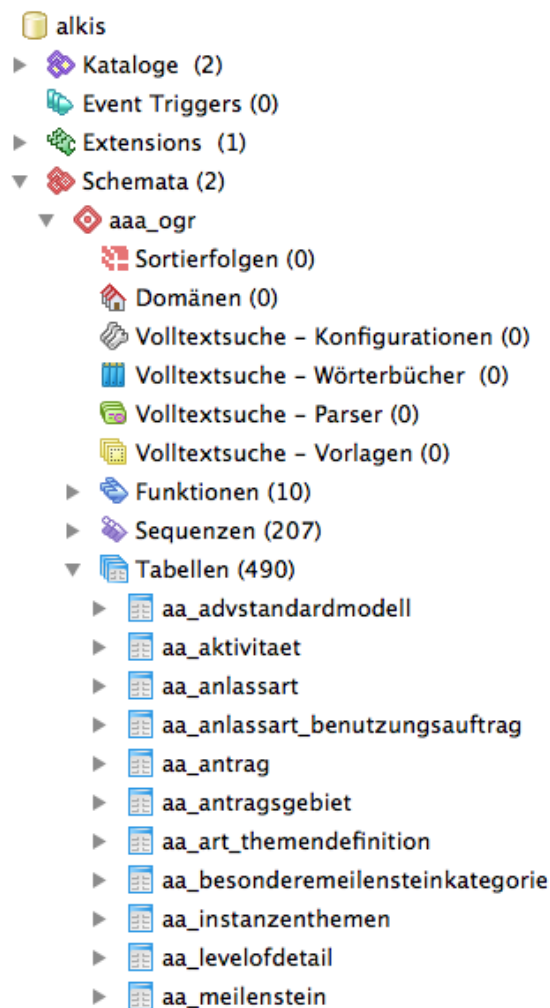 alkis
Kataloge (2)
Event Triggers (0)
Extensions (1)
Schemata (2)
aaa_ogr
Sortierfolgen (0)
Domänen (0)
Volltextsuche – Konfigurationen (0)
Volltextsuche – Wörterbücher (0)
Volltextsuche – Parser (0)
Volltextsuche – Vorlagen (0)
Funktionen (10)
Sequenzen (207)
Tabellen (490)
aa_advstandardmodell
aa_aktivitaet
aa_anlassart
aa_anlassart_benutzungsauftrag
aa_antrag
aa_antragsgebiet
aa_art_themendefinition
aa_besonderemeilensteinkategorie
aa_instanzenthemen
aa_levelofdetail
aa_meilenstein